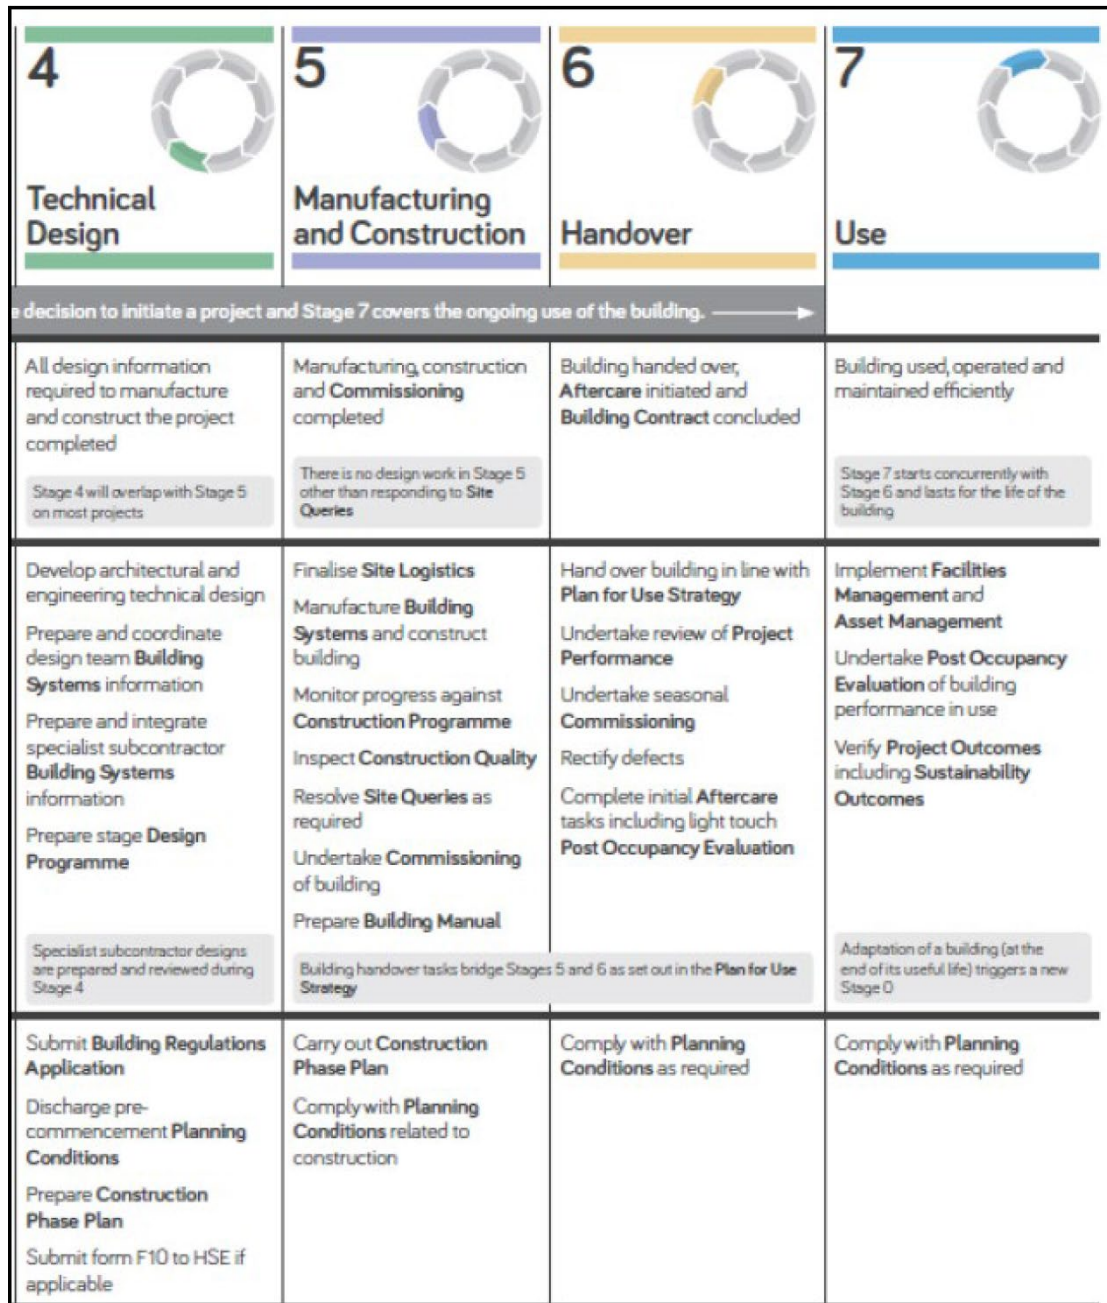 4
Technical
Design
5
Manufacturing
and Construction
6
Handover
7
Use
e decision to initiate a project and Stage 7 covers the ongoing use of the building.
All design information
required to manufacture
and construct the project
completed
Stage 4 will overlap with Stage 5
on most projects
Manufacturing, construction
and Commissioning
completed
There is no design work in Stage 5
other than responding to Site
Queries
Building handed over,
Aftercare initiated and
Building Contract concluded
Building used, operated and
maintained efficiently
Stage 7 starts concurrently with
Stage 6 and lasts for the life of the
building
Develop architectural and
engineering technical design
Prepare and coordinate
design team Building
Systems information
Prepare and integrate
specialist subcontractor
Building Systems
information
Prepare stage Design
Programme
Specialist subcontractor designs
are prepared and reviewed during
Stage 4
Finalise Site Logistics
Manufacture Building
Systems and construct
building
Monitor progress against
Construction Programme
Inspect Construction Quality
Resolve Site Queries as
required
Undertake Commissioning
of building
Prepare Building Manual
Building handover tasks bridge Stages 5 and 6 as set out in the Plan for Use
Strategy
Hand over building in line with
Plan for Use Strategy
Undertake review of Project
Performance
Undertake seasonal
Commissioning
Rectify defects
Complete initial Aftercare
tasks including light touch
Post Occupancy Evaluation
Implement Facilities
Management and
Asset Management
Undertake Post Occupancy
Evaluation of building
performance in use
Verify Project Outcomes
including Sustainability
Outcomes
Adaptation of a building (at the
end of its useful life) triggers a new
Stage 0
Submit Building Regulations
Application
Discharge pre-
commencement Planning
Conditions
Prepare Construction
Phase Plan
Submit form F10 to HSE if
applicable
Carry out Construction
Phase Plan
Comply with Planning
Conditions related to
construction
Comply with Planning
Conditions as required
Comply with Planning
Conditions as required